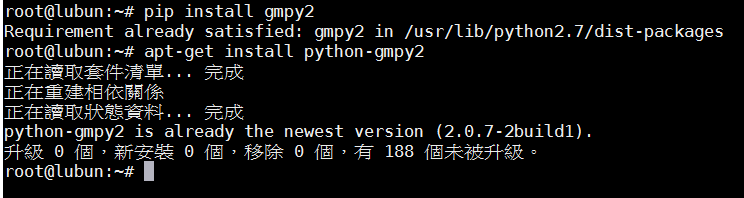 root@lubun:~# pip install gmpy2
Requirement already satisfied: gmpy2 in /usr/lib/python2.7/dist-packages
root@lubun:~# apt-get install python-gmpy2
正在讀取套件清單... 完成
正在重建相依關係
正在讀取狀態資料... 完成
python-gmpy2 is already the newest version (2.0.7-2build1).
升級 0 個，新安裝 0 個，移除 0 個，有 188 個未被升級。
root@lubun:~#